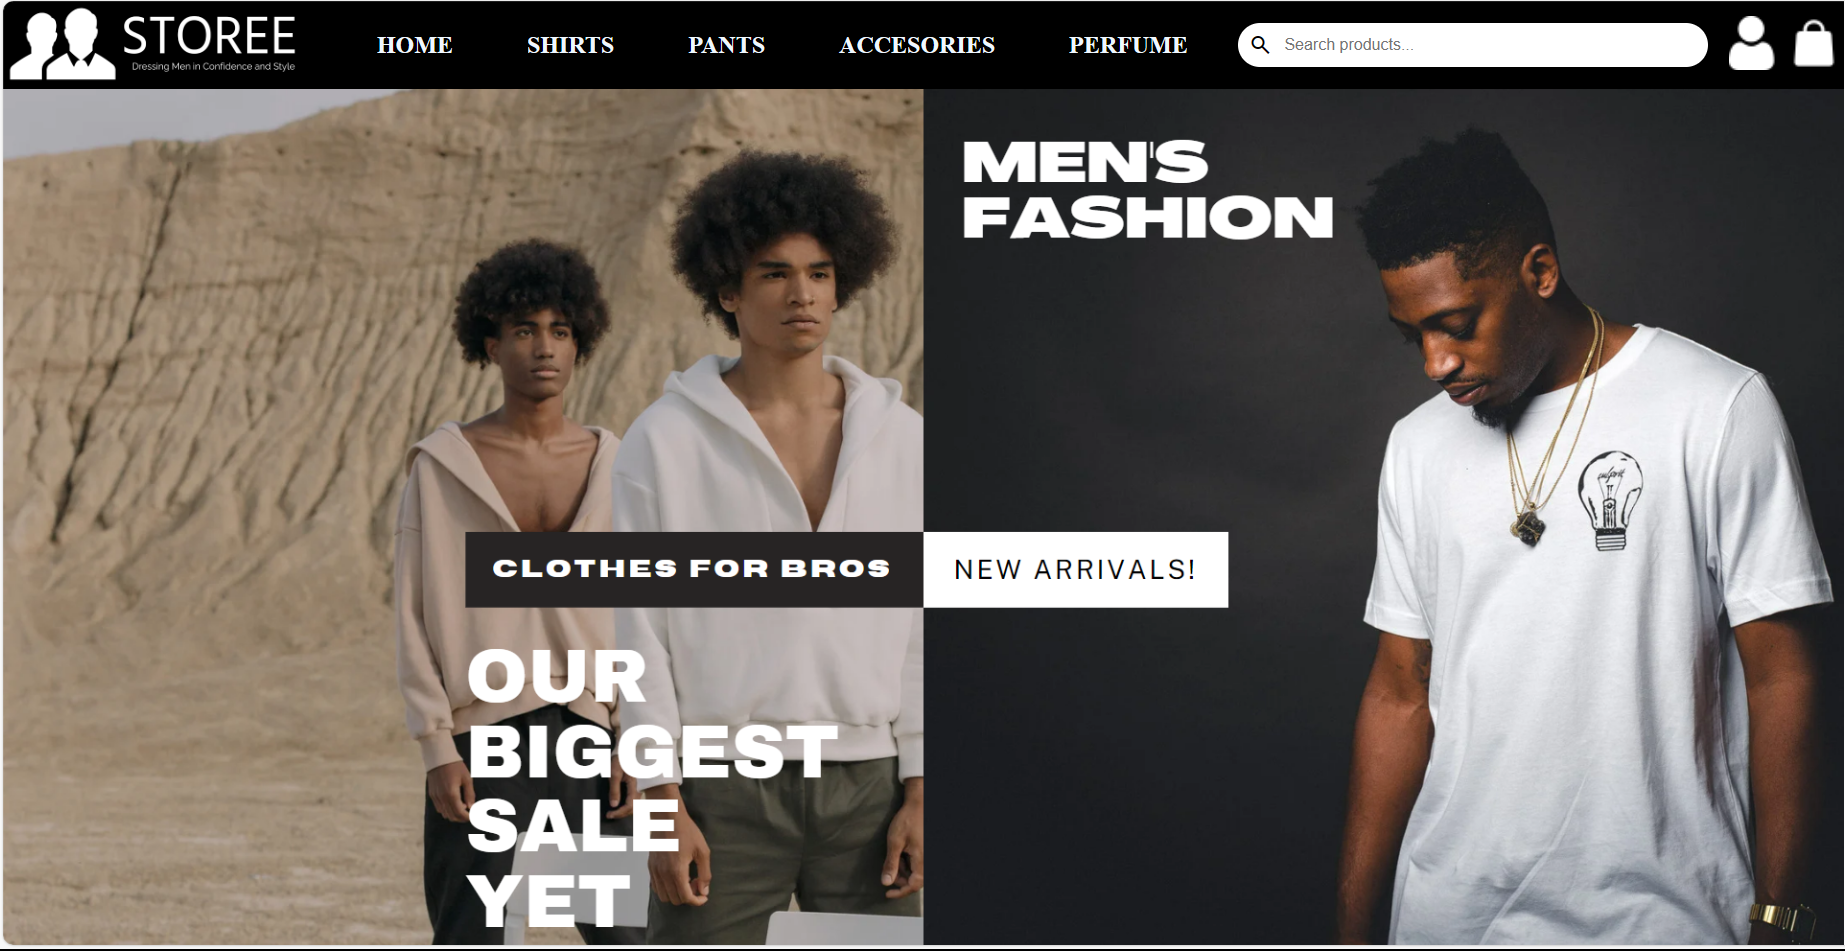 STOREE
Dressing Men in Confidence and Style
HOME
SHIRTS
PANTS
ACCESORIES
PERFUME
Search products...
MEN'S
FASHION
CLOTHES FOR BROS
NEW ARRIVALS!
OUR
BIGGEST
SALE
YET